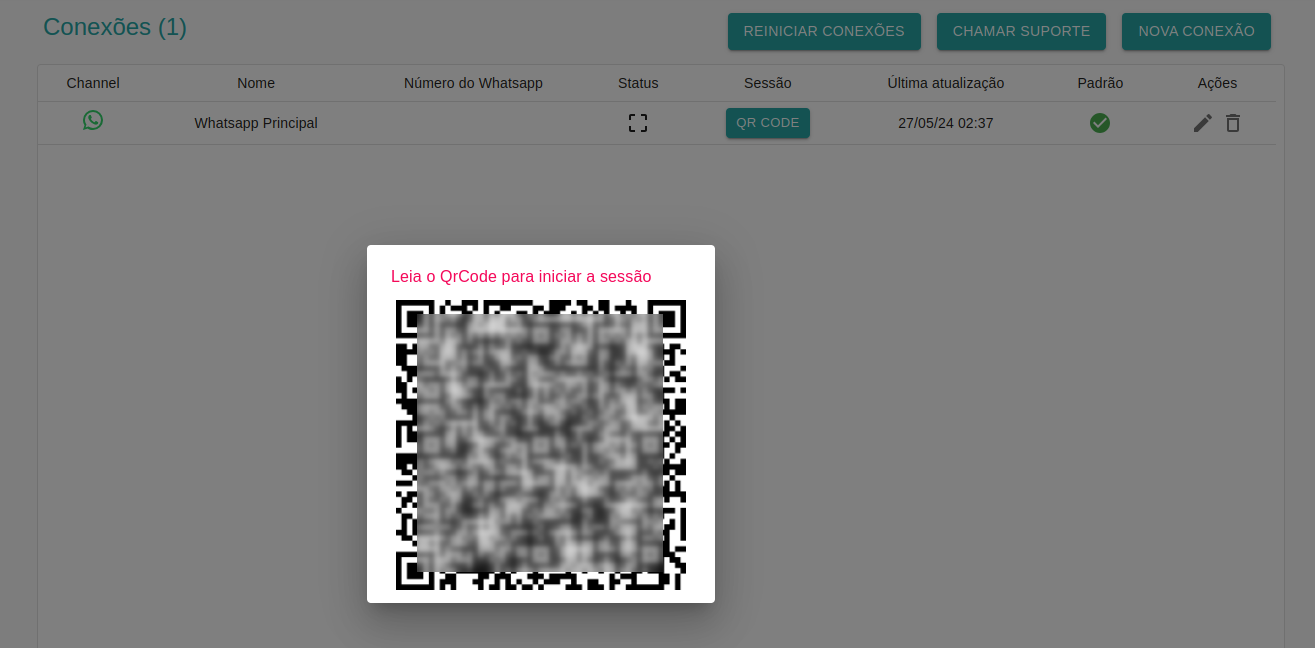 Conexões (1)
REINICIAR CONEXÕES
CHAMAR SUPORTE
NOVA CONEXÃO
Channel Nome Número do Whatsapp Status Sessão Última atualização Padrão Ações
Whatsapp Principal QR CODE 27/05/24 02:37
Leia o QrCode para iniciar a sessão